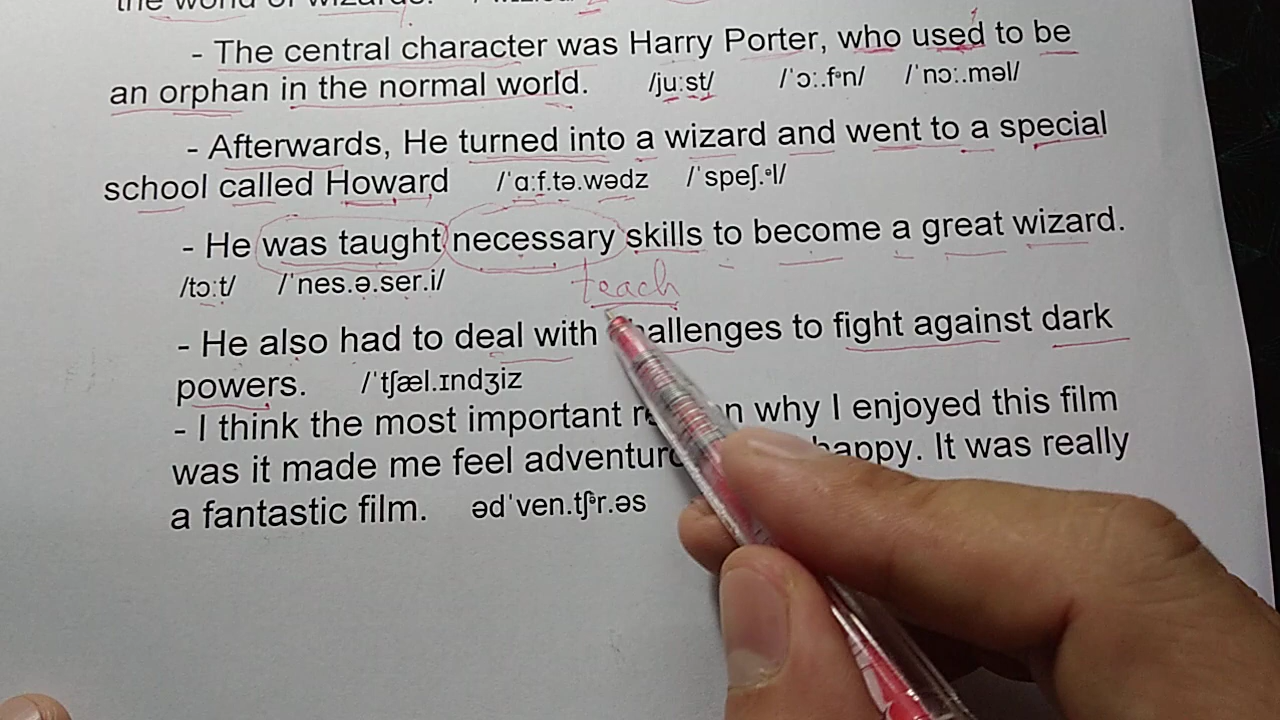 the world of wizards.
- The central character was Harry Porter, who used to be
an orphan in the normal world. /juːst/ /ˈɔː.fᵊn/ /ˈnɔː.məl/
- Afterwards, He turned into a wizard and went to a special
school called Howard /ˈɑːf.tə.wədz /ˈspeʃ.ᵊl/
- He was taught necessary skills to become a great wizard.
/tɔːt/ /ˈnes.ə.ser.i/
teach
- He also had to deal with challenges to fight against dark
powers. /ˈtʃæl.ɪndʒiz
- I think the most important why I enjoyed this film
was it made me feel happy. It was really
a fantastic film. ədˈven.tʃᵊr.əs